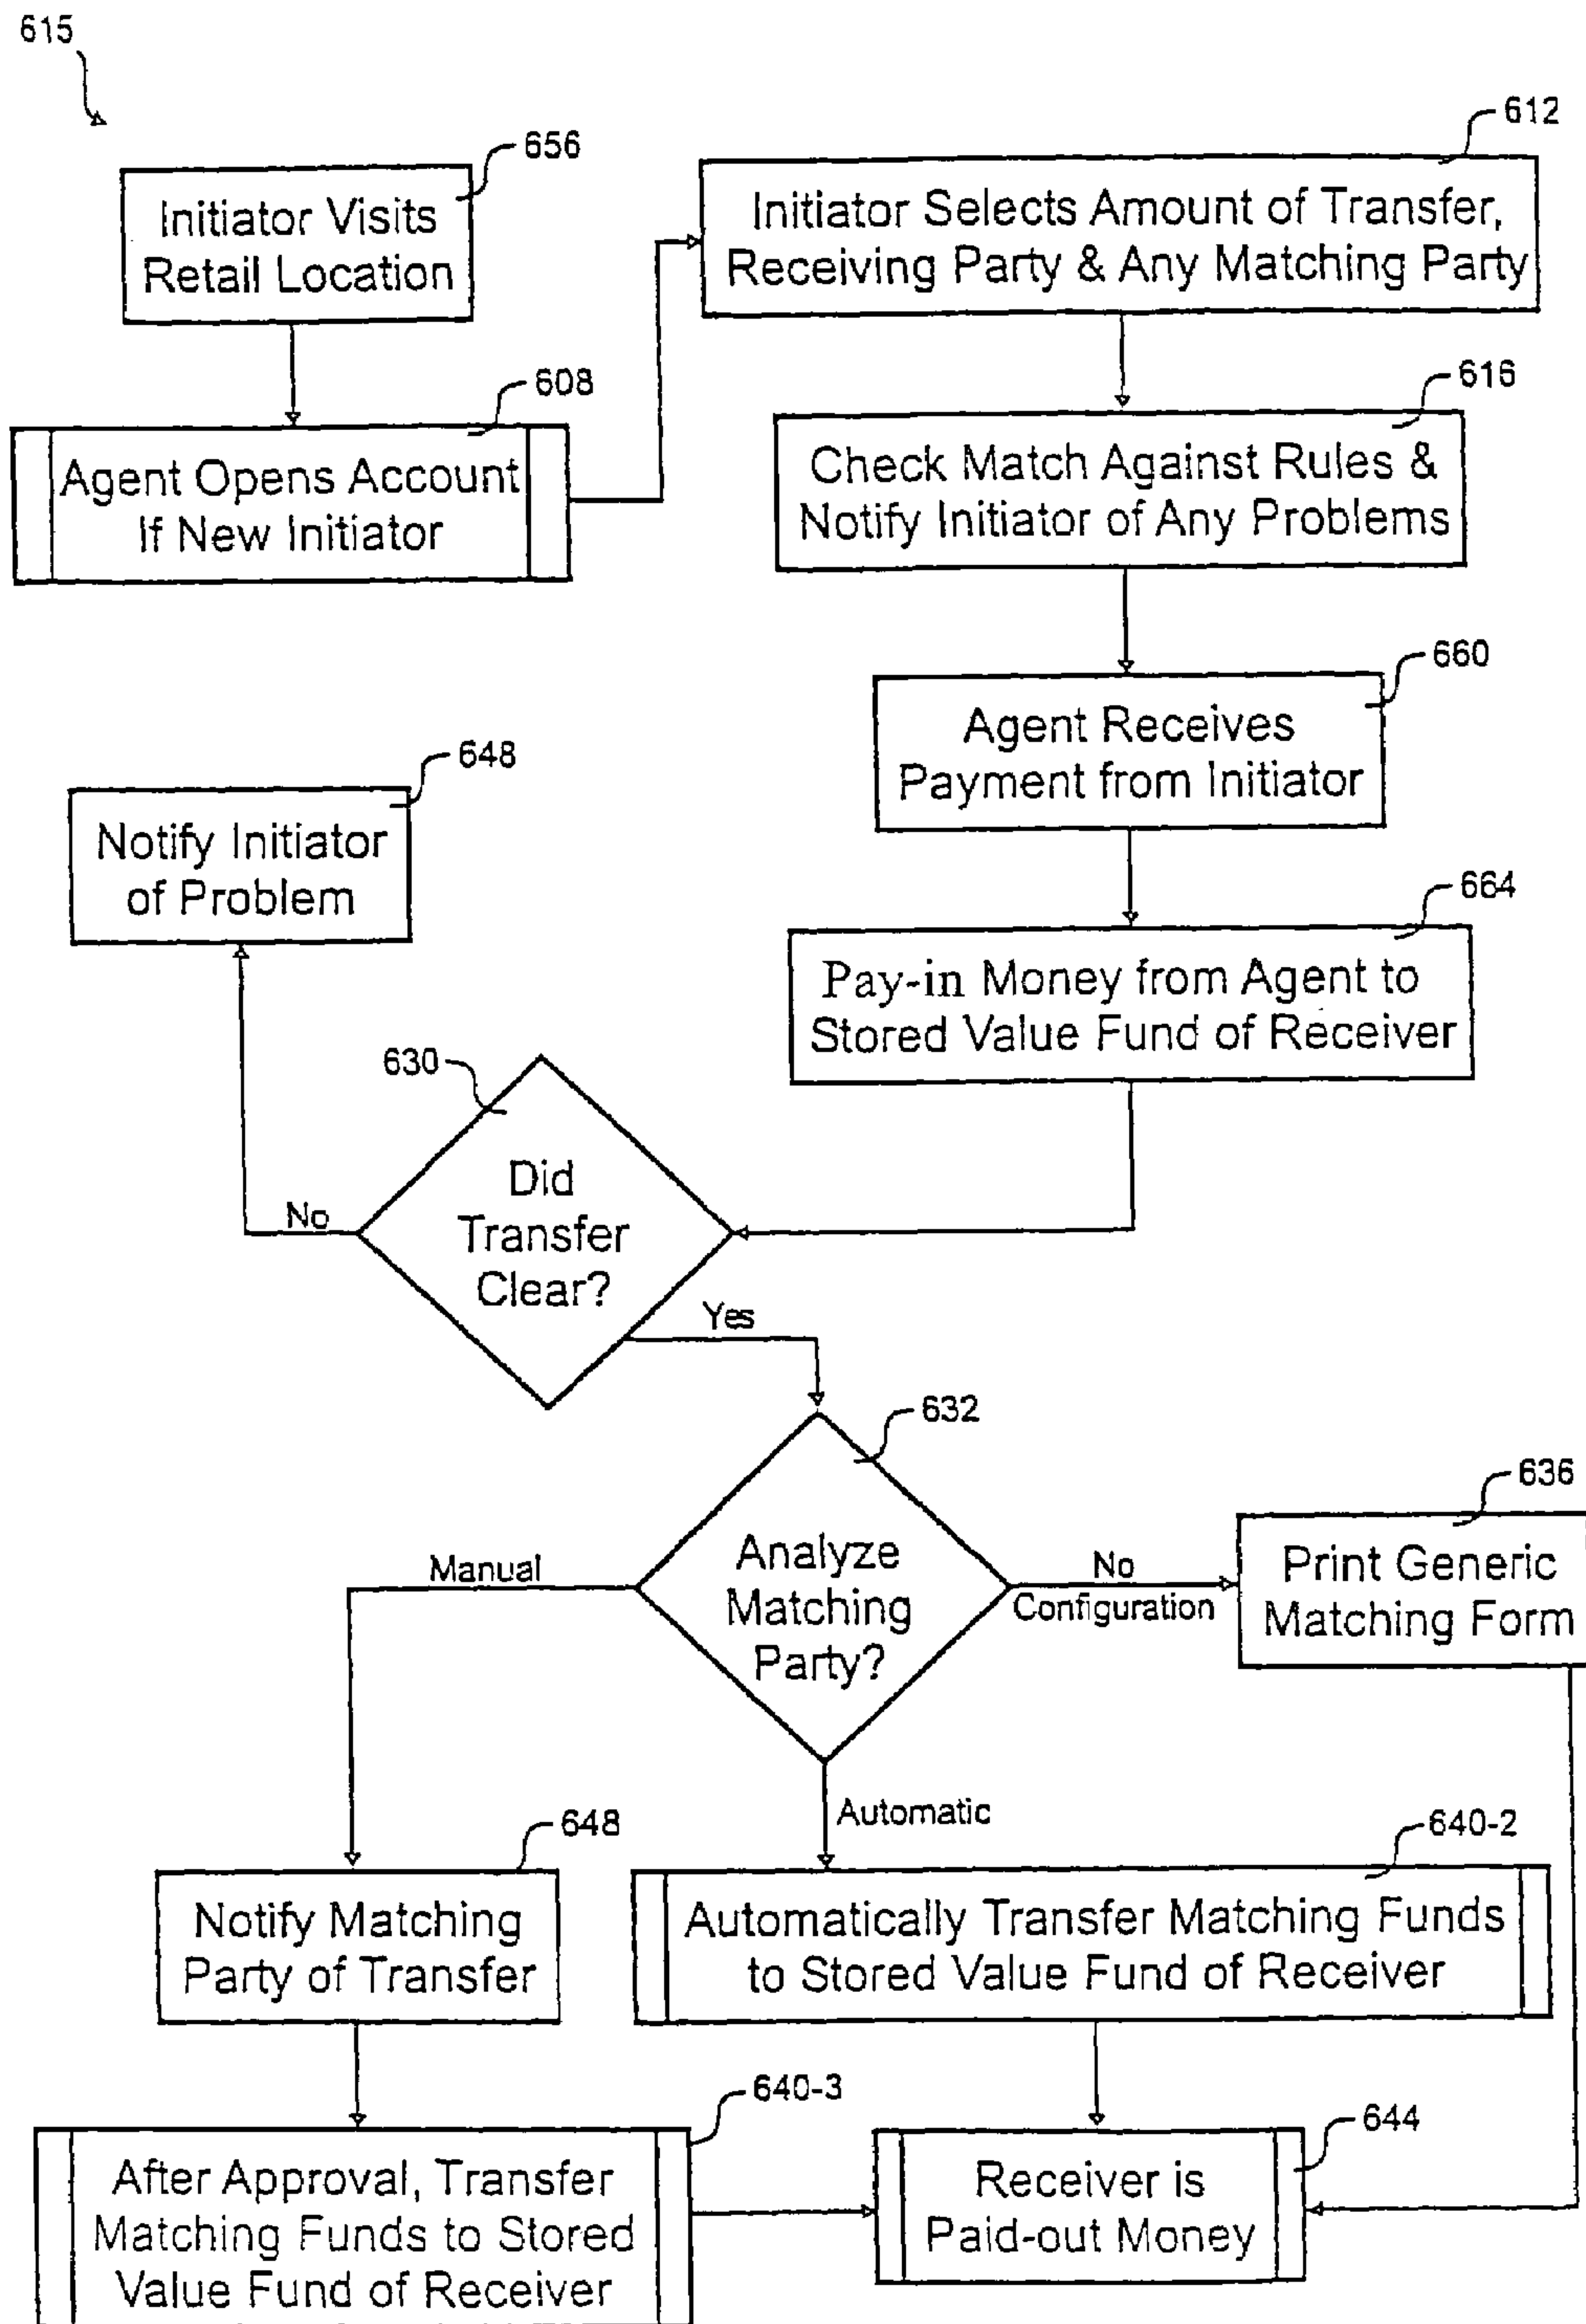 615
656
Initiator Visits
Retail Location
608
Agent Opens Account
If New Initiator
612
Initiator Selects Amount of Transfer,
Receiving Party & Any Matching Party
616
Check Match Against Rules &
Notify Initiator of Any Problems
660
Agent Receives
Payment from Initiator
664
Pay-in Money from Agent to
Stored Value Fund of Receiver
648
Notify Initiator
of Problem
630
Did
Transfer
Clear?
No
Yes
632
Analyze
Matching
Party?
Manual
No
Configuration
Automatic
636
Print Generic
Matching Form
648
Notify Matching
Party of Transfer
640-2
Automatically Transfer Matching Funds
to Stored Value Fund of Receiver
640-3
After Approval, Transfer
Matching Funds to Stored
Value Fund of Receiver
644
Receiver is
Paid-out Money